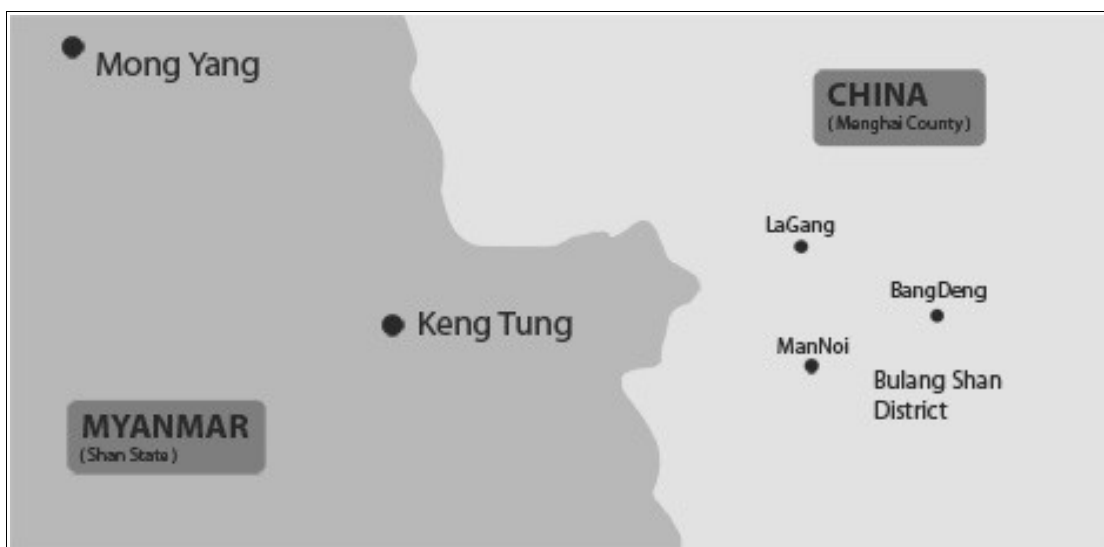 Mong Yang
CHINA
( Menghai County )
LaGang
BangDeng
Keng Tung
ManNoi
Bulang Shan
District
MYANMAR
( Shan State )